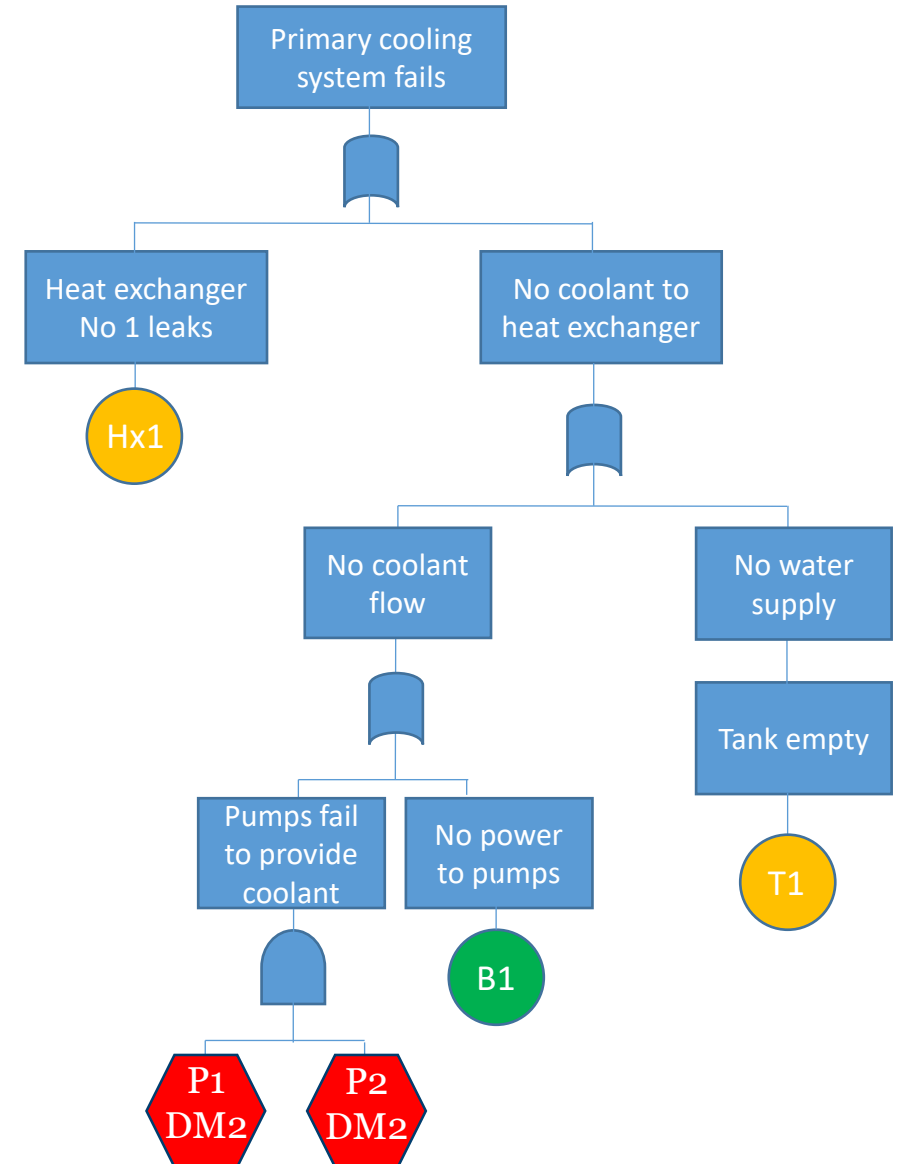 Primary cooling
system fails
Heat exchanger
No 1 leaks
No coolant to
heat exchanger
Hx1
No coolant
flow
No water
supply
Tank empty
Pumps fail
to provide
coolant
No power
to pumps
T1
B1
P1
DM2
P2
DM2